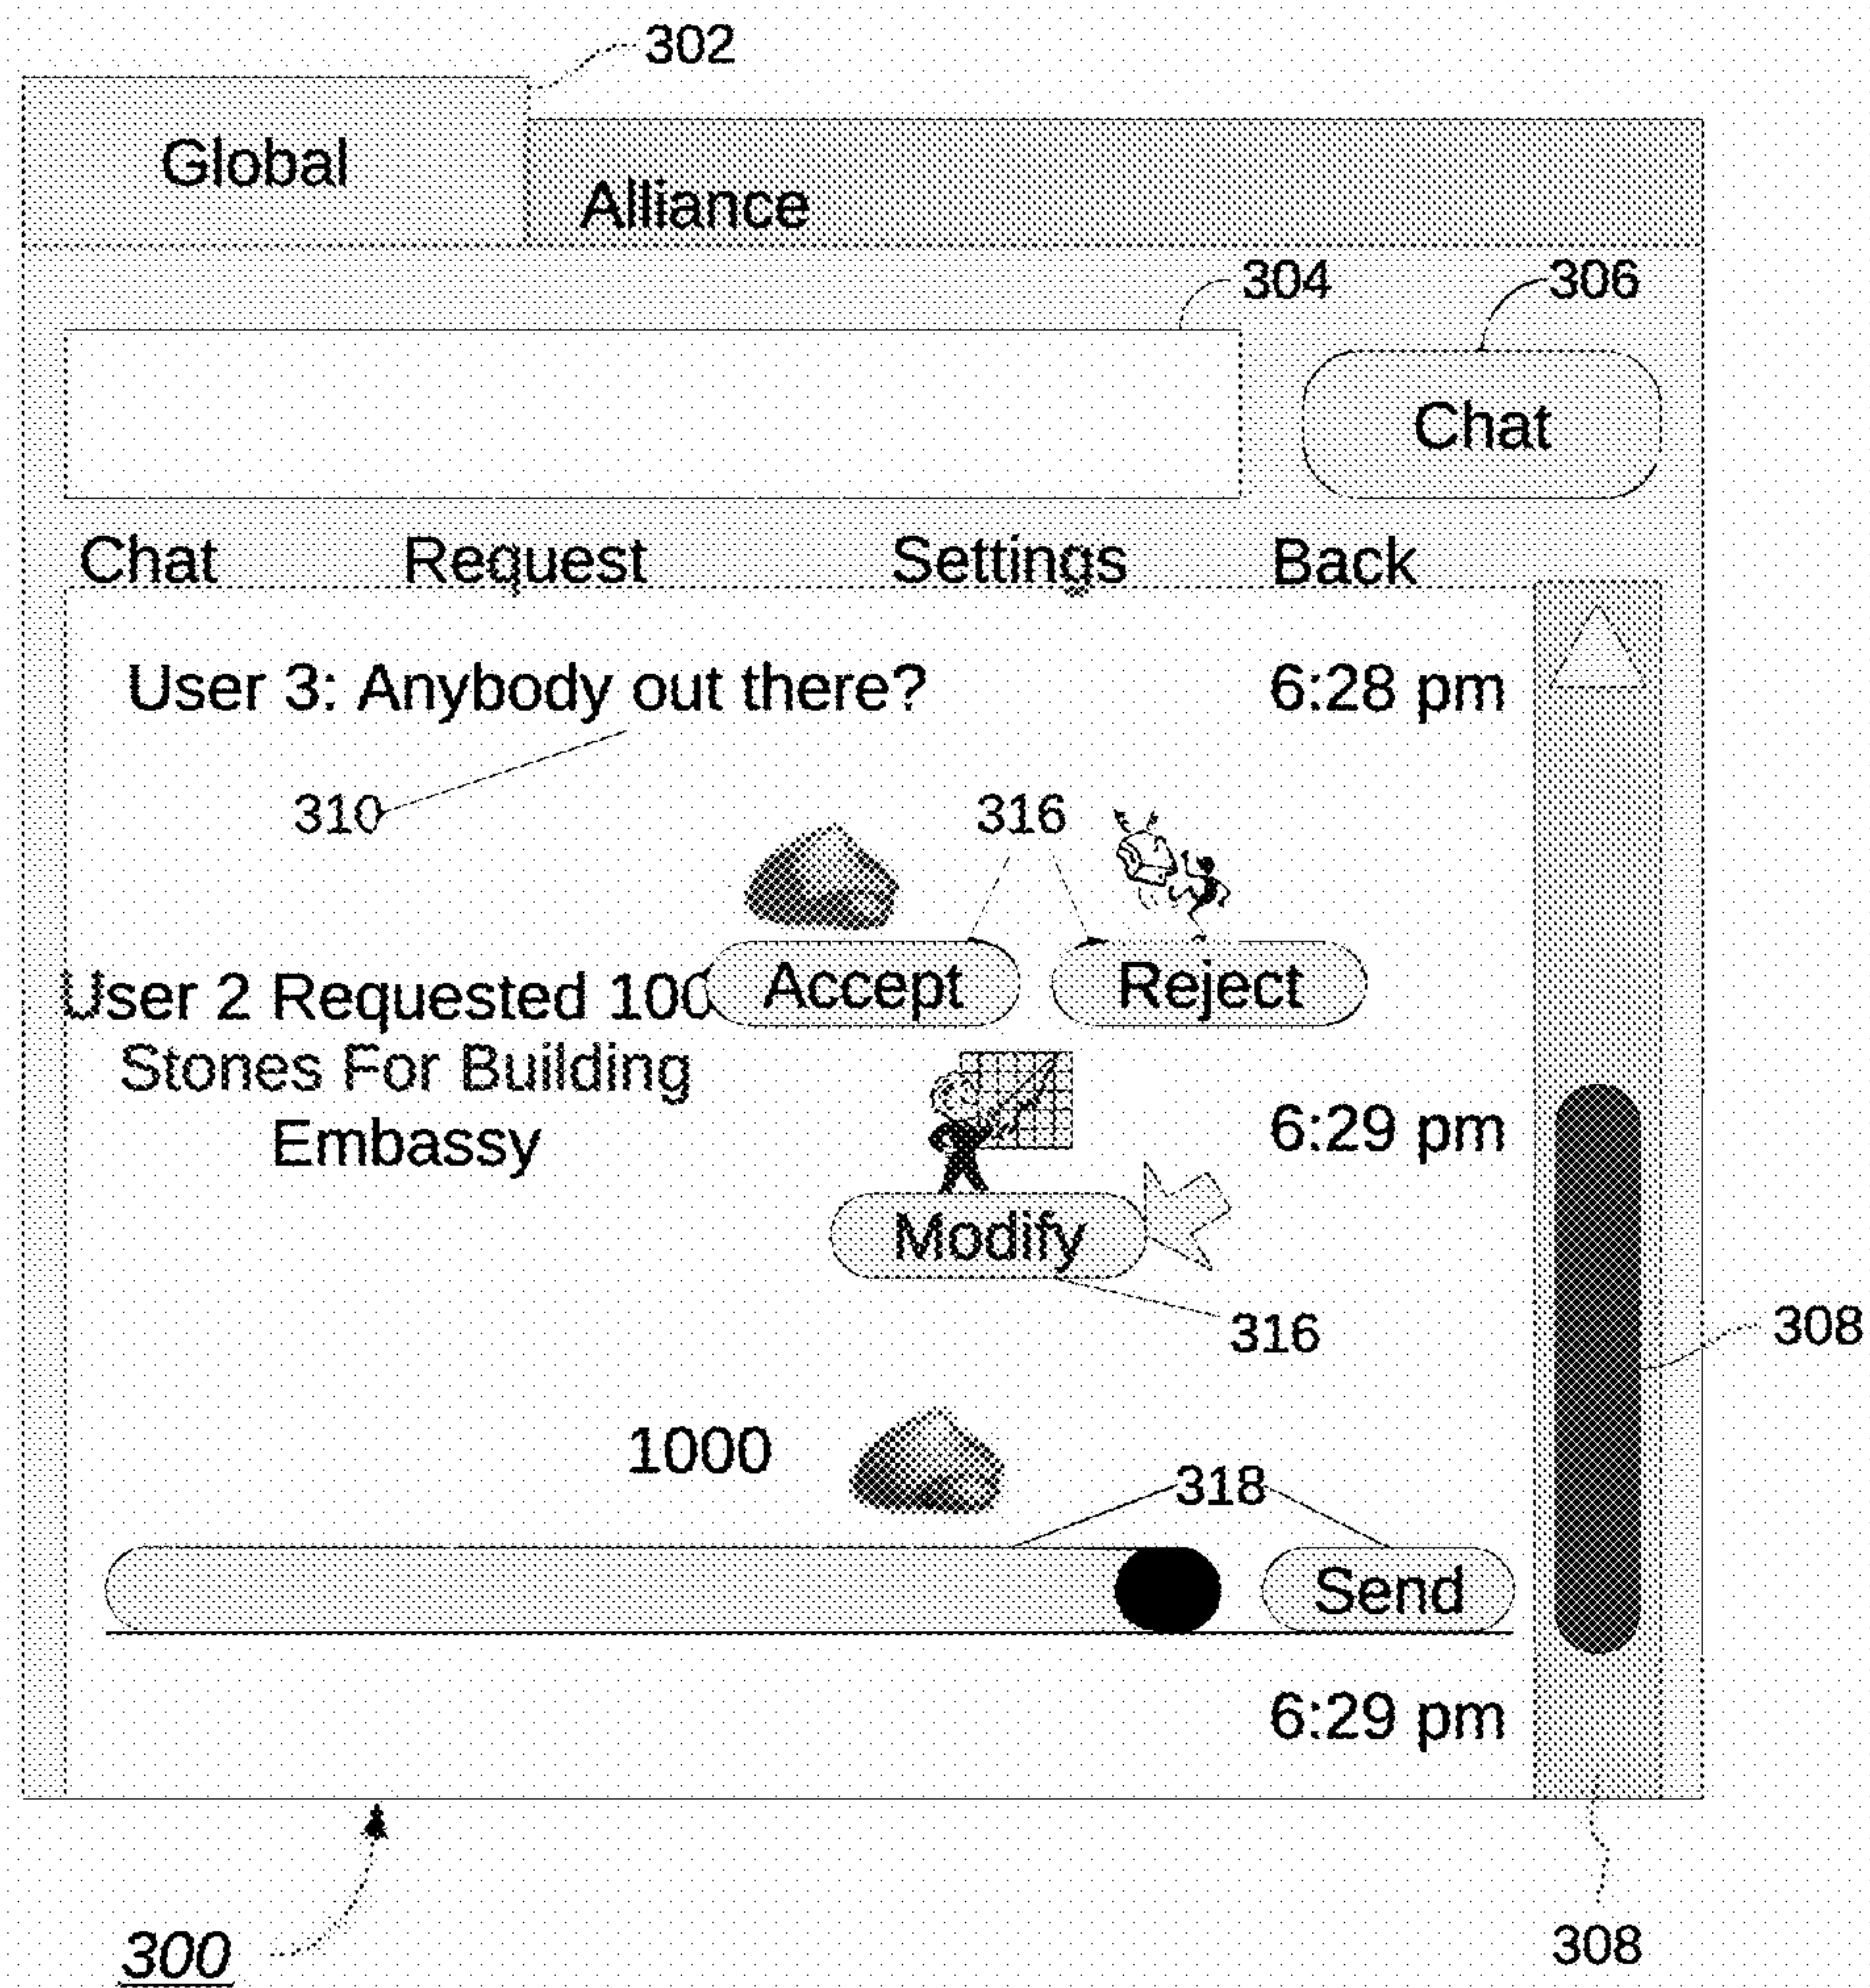 302
Global
Alliance
304
306
Chat
Chat Request Settings Back
User 3: Anybody out there? 6:28 pm
310
316
Accept Reject
User 2 Requested 100
Stones For Building
Embassy
6:29 pm
Modify
316
308
1000
318
Send
6:29 pm
300
308